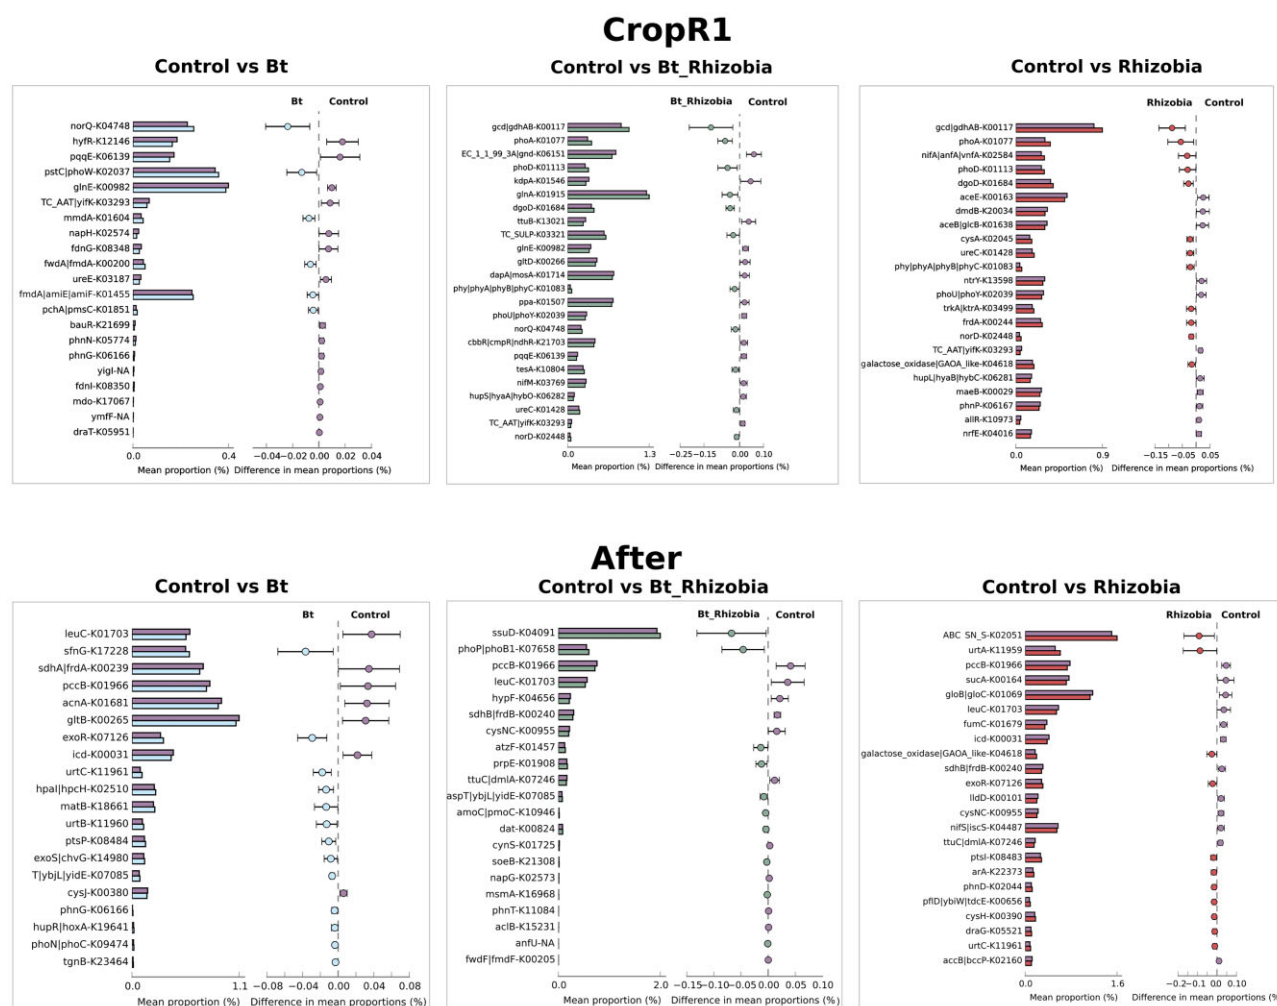 CropR1
Control vs Bt
Bt Control
norQ-K04748
hyfR-K12146
pqqE-K06139
pstC|phoW-K02037
glnE-K00982
TC_AAT|yifK-K03293
mmdA-K01604
napH-K02574
fdnG-K08348
fwdA|fmdA-K00200
ureE-K03187
fmdA|amiE|amiF-K01455
pchA|pmsC-K01851
bauR-K21699
phnN-K05774
phnG-K06166
yigI-NA
fdnI-K08350
mdo-K17067
ymfF-NA
draT-K05951
0.0 0.4 −0.04 −0.02 0.00 0.02 0.04
Mean proportion (%) Difference in mean proportions (%)
Control vs Bt_Rhizobia
Bt_Rhizobia Control
gcd|gdhAB-K00117
phoA-K01077
EC_1_1_99_3A|gnd-K06151
phoD-K01113
kdpA-K01546
glnA-K01915
dgoD-K01684
ttuB-K13021
TC_SULP-K03321
glnE-K00982
gltD-K00266
dapA|mosA-K01714
phy|phyA|phyB|phyC-K01083
ppa-K01507
phoU|phoY-K02039
norQ-K04748
cbbR|cmpR|ndhR-K21703
pqqE-K06139
tesA-K10804
nifM-K03769
hupS|hyaA|hybO-K06282
ureC-K01428
TC_AAT|yifK-K03293
norD-K02448
0.0 1.3 −0.25 −0.15 0.00 0.10
Mean proportion (%) Difference in mean proportions (%)
Control vs Rhizobia
Rhizobia Control
gcd|gdhAB-K00117
phoA-K01077
nifA|anfA|vnfA-K02584
phoD-K01113
dgoD-K01684
aceE-K00163
dmdB-K20034
aceB|glcB-K01638
cysA-K02045
ureC-K01428
phy|phyA|phyB|phyC-K01083
ntrY-K13598
phoU|phoY-K02039
trkA|ktrA-K03499
frdA-K00244
norD-K02448
TC_AAT|yifK-K03293
galactose_oxidase|GAOA_like-K04618
hupL|hyaB|hybC-K06281
maeB-K00029
phnP-K06167
allR-K10973
nrfE-K04016
0.0 0.9 −0.15 −0.05 0.05
Mean proportion (%) Difference in mean proportions (%)
After
Control vs Bt
Bt Control
leuC-K01703
sfnG-K17228
sdhA|frdA-K00239
pccB-K01966
acnA-K01681
gltB-K00265
exoR-K07126
icd-K00031
urtC-K11961
hpaI|hpcH-K02510
matB-K18661
urtB-K11960
ptsP-K08484
exoS|chvG-K14980
T|ybjL|yidE-K07085
cysJ-K00380
phnG-K06166
hupR|hoxA-K19641
phoN|phoC-K09474
tgnB-K23464
0.0 1.1 −0.08 −0.04 0.00 0.04 0.08
Mean proportion (%) Difference in mean proportions (%)
Control vs Bt_Rhizobia
Bt_Rhizobia Control
ssuD-K04091
phoP|phoB1-K07658
pccB-K01966
leuC-K01703
hypF-K04656
sdhB|frdB-K00240
cysNC-K00955
atzF-K01457
prpE-K01908
ttuC|dmlA-K07246
aspT|ybjL|yidE-K07085
amoC|pmoC-K10946
dat-K00824
cynS-K01725
soeB-K21308
napG-K02573
msmA-K16968
phnT-K11084
aclB-K15231
anfU-NA
fwdF|fmdF-K00205
0.0 2.0 −0.15 −0.10 −0.05 0.00 0.05 0.10
Mean proportion (%) Difference in mean proportions (%)
Control vs Rhizobia
Rhizobia Control
ABC_SN_S-K02051
urtA-K11959
pccB-K01966
sucA-K00164
gloB|gloC-K01069
leuC-K01703
fumC-K01679
icd-K00031
galactose_oxidase|GAOA_like-K04618
sdhB|frdB-K00240
exoR-K07126
lldD-K00101
cysNC-K00955
nifS|iscS-K04487
ttuC|dmlA-K07246
ptsI-K08483
arA-K22373
phnD-K02044
pflD|ybiW|tdcE-K00656
cysH-K00390
draG-K05521
urtC-K11961
accB|bccP-K02160
0.0 1.6 −0.2 −0.1 0.00 0.10
Mean proportion (%) Difference in mean proportions (%)